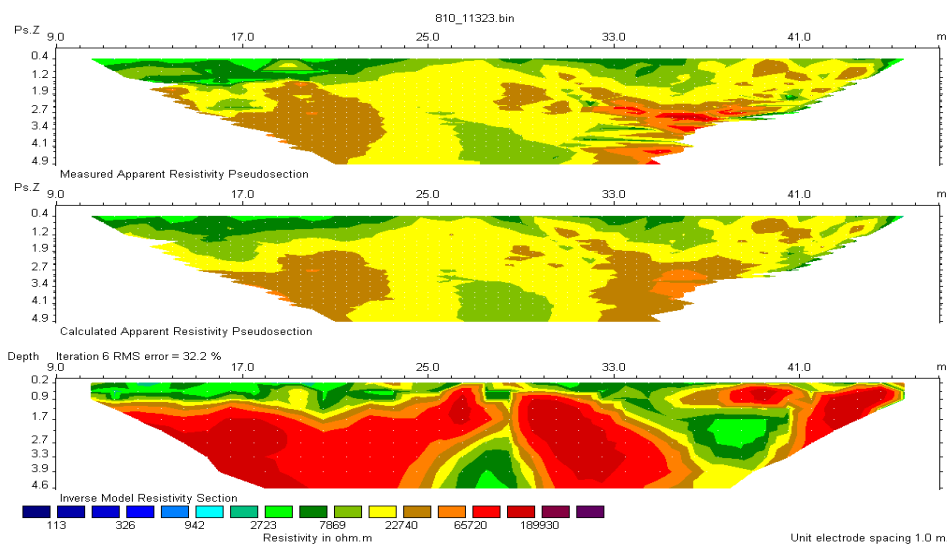 810_11323.bin
Ps.Z 9.0 17.0 25.0 33.0 41.0 m
0.4
1.2
1.9
2.7
3.4
4.1
4.9
Measured Apparent Resistivity Pseudosection
Ps.Z 9.0 17.0 25.0 33.0 41.0 m
0.4
1.2
1.9
2.7
3.4
4.1
4.9
Calculated Apparent Resistivity Pseudosection
Depth Iteration 6 RMS error = 32.2 %
9.0 17.0 25.0 33.0 41.0 m
0.2
0.9
1.7
2.7
3.3
3.9
4.6
Inverse Model Resistivity Section
113 326 942 2723 7869 22740 65720 189930
Resistivity in ohm.m Unit electrode spacing 1.0 m